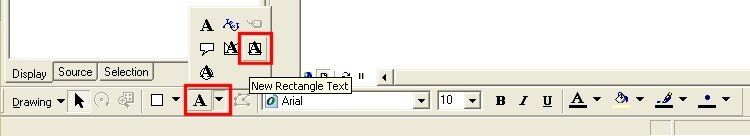 Display Source Selection
New Rectangle Text
Drawing A Arial 10 B I U A